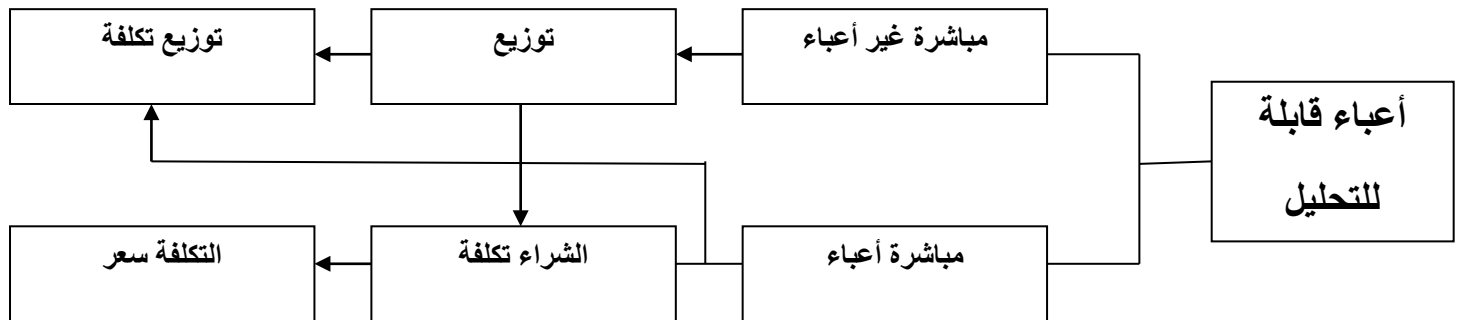 مباشرة غير أعباء
توزيع
توزيع تكلفة
أعباء قابلة
للتحليل
مباشرة أعباء
الشراء تكلفة
التكلفة سعر